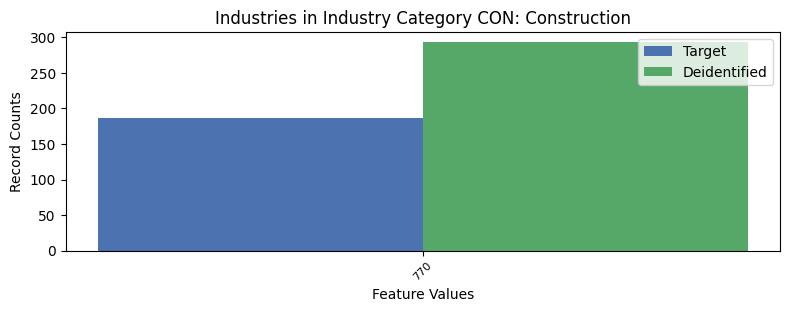 Industries in Industry Category CON: Construction
Target
Deidentified
Record Counts
300
250
200
150
100
50
0
770
Feature Values